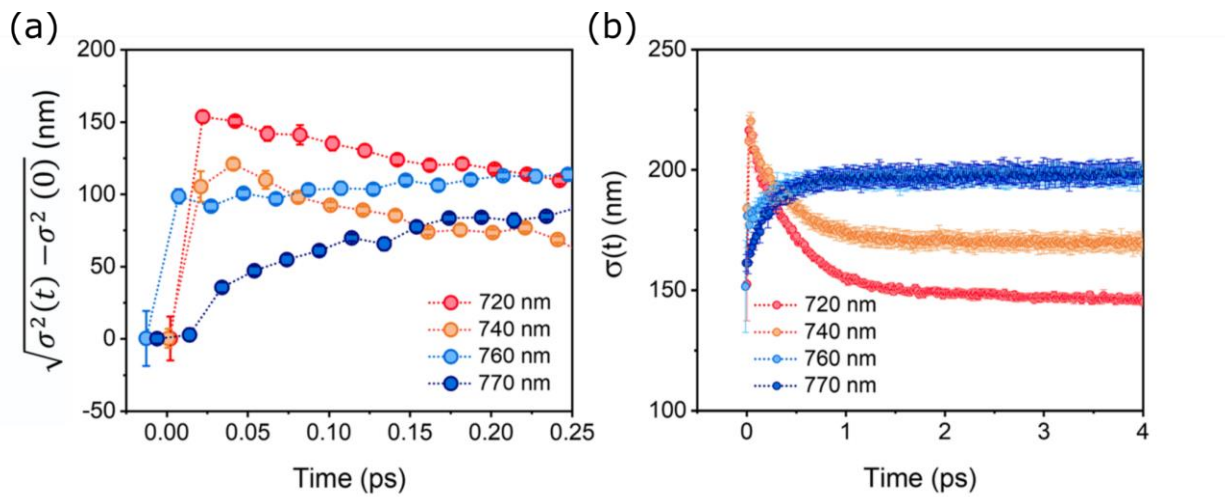 (a)
√σ²(t) −σ² (0) (nm)
200
150
100
50
0
-50
0.00 0.05 0.10 0.15 0.20 0.25
Time (ps)
720 nm
740 nm
760 nm
770 nm
(b)
σ(t) (nm)
250
200
150
100
0 1 2 3 4
Time (ps)
720 nm
740 nm
760 nm
770 nm